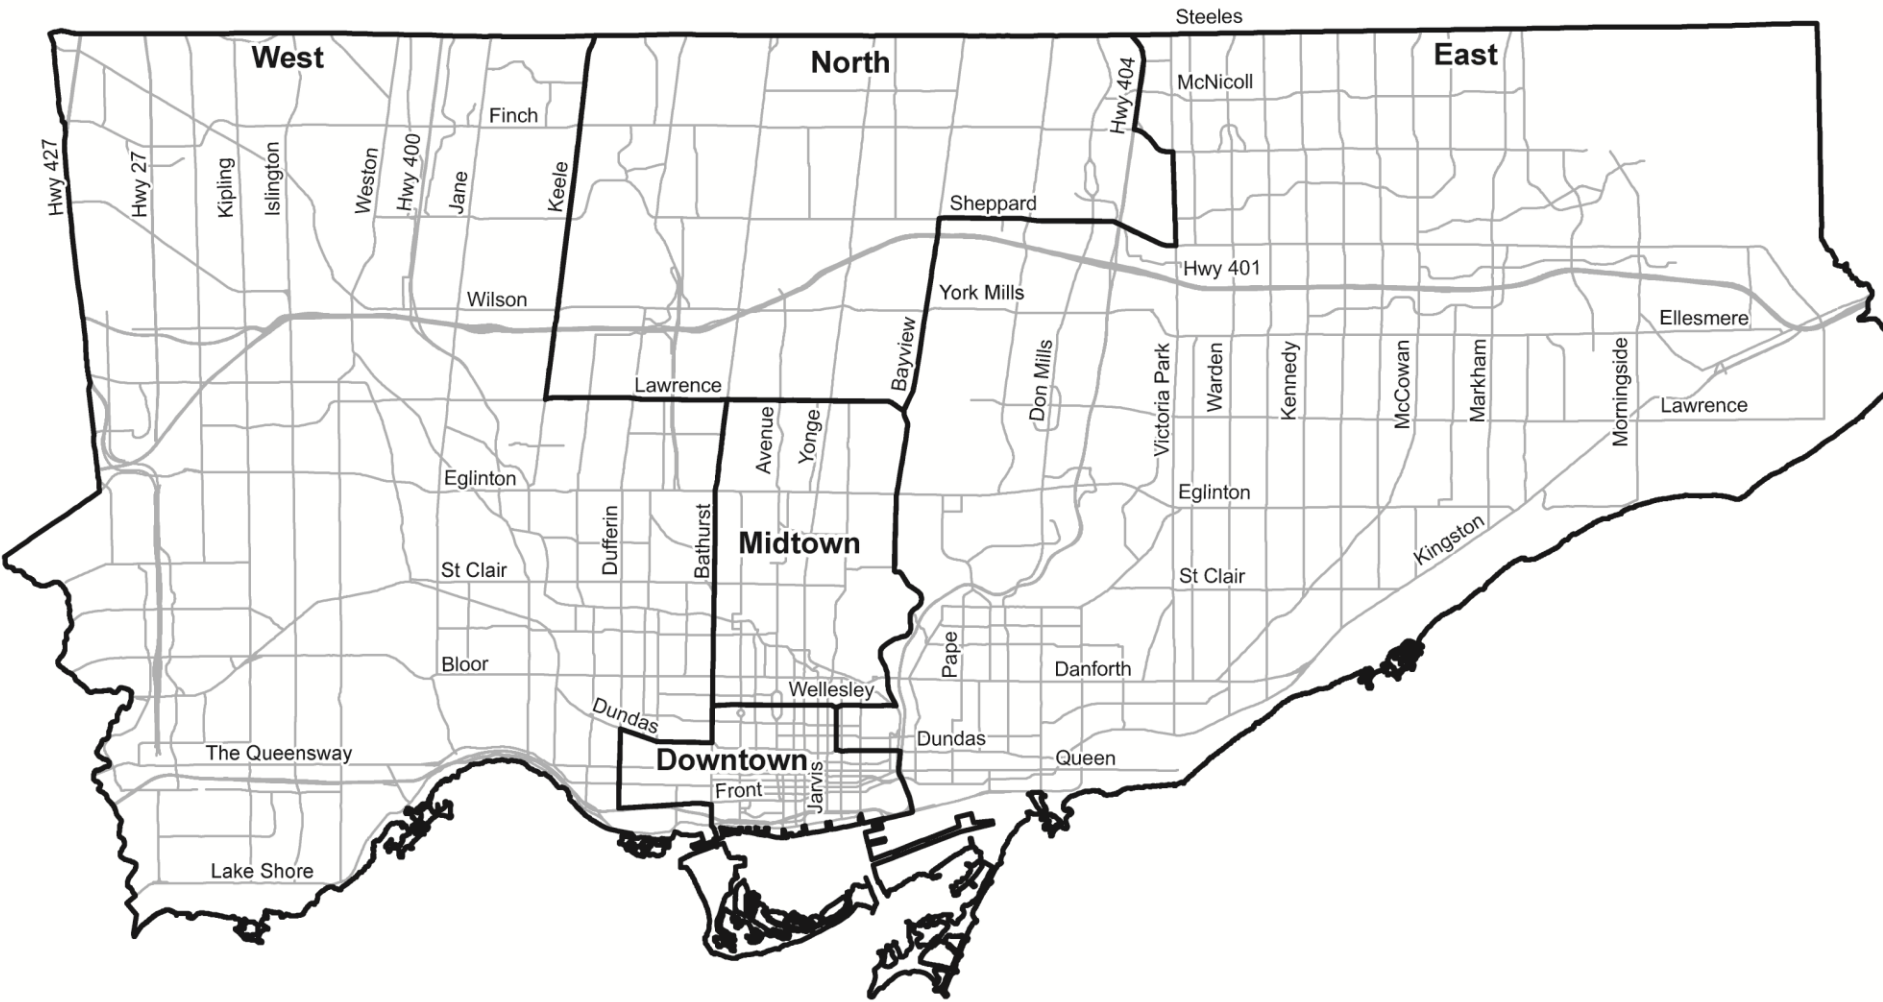 Steeles
West
North
East
McNicoll
Hwy 404
Finch
Hwy 427
Hwy 27
Kipling
Islington
Weston
Hwy 400
Jane
Keele
Sheppard
Hwy 401
Wilson
York Mills
Ellesmere
Bayview
Lawrence
Don Mills
Victoria Park
Warden
Kennedy
McCowan
Markham
Morningside
Lawrence
Avenue
Yonge
Eglinton
Eglinton
Dufferin
Bathurst
Midtown
Kingston
St Clair
St Clair
Pape
Bloor
Danforth
Wellesley
Dundas
Dundas
The Queensway
Downtown
Queen
Front
Jarvis
Lake Shore